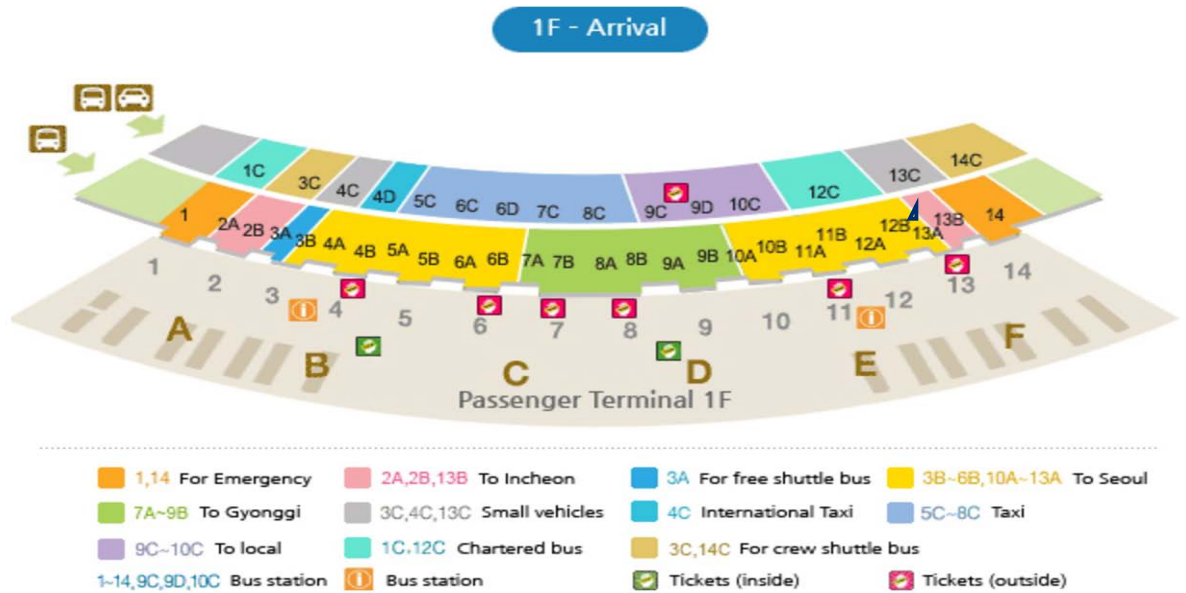 1F - Arrival
1C 3C 4C 4D 5C 6C 6D 7C 8C 9C 9D 10C 12C 13C 14C
1 2A 2B 3A 3B 4A 4B 5A 5B 6A 6B 7A 7B 8A 8B 9A 9B 10A 10B 11A 11B 12A 12B 13A 13B 14
1 2 3 4 5 6 7 8 9 10 11 12 13 14
A B C D E F
Passenger Terminal 1F
1,14 For Emergency 2A,2B,13B To Incheon 3A For free shuttle bus 3B~6B,10A~13A To Seoul
7A~9B To Gyonggi 3C,4C,13C Small vehicles 4C International Taxi 5C~8C Taxi
9C~10C To local 1C,12C Chartered bus 3C,14C For crew shuttle bus
1~14,9C,9D,10C Bus station Bus station Tickets (inside) Tickets (outside)